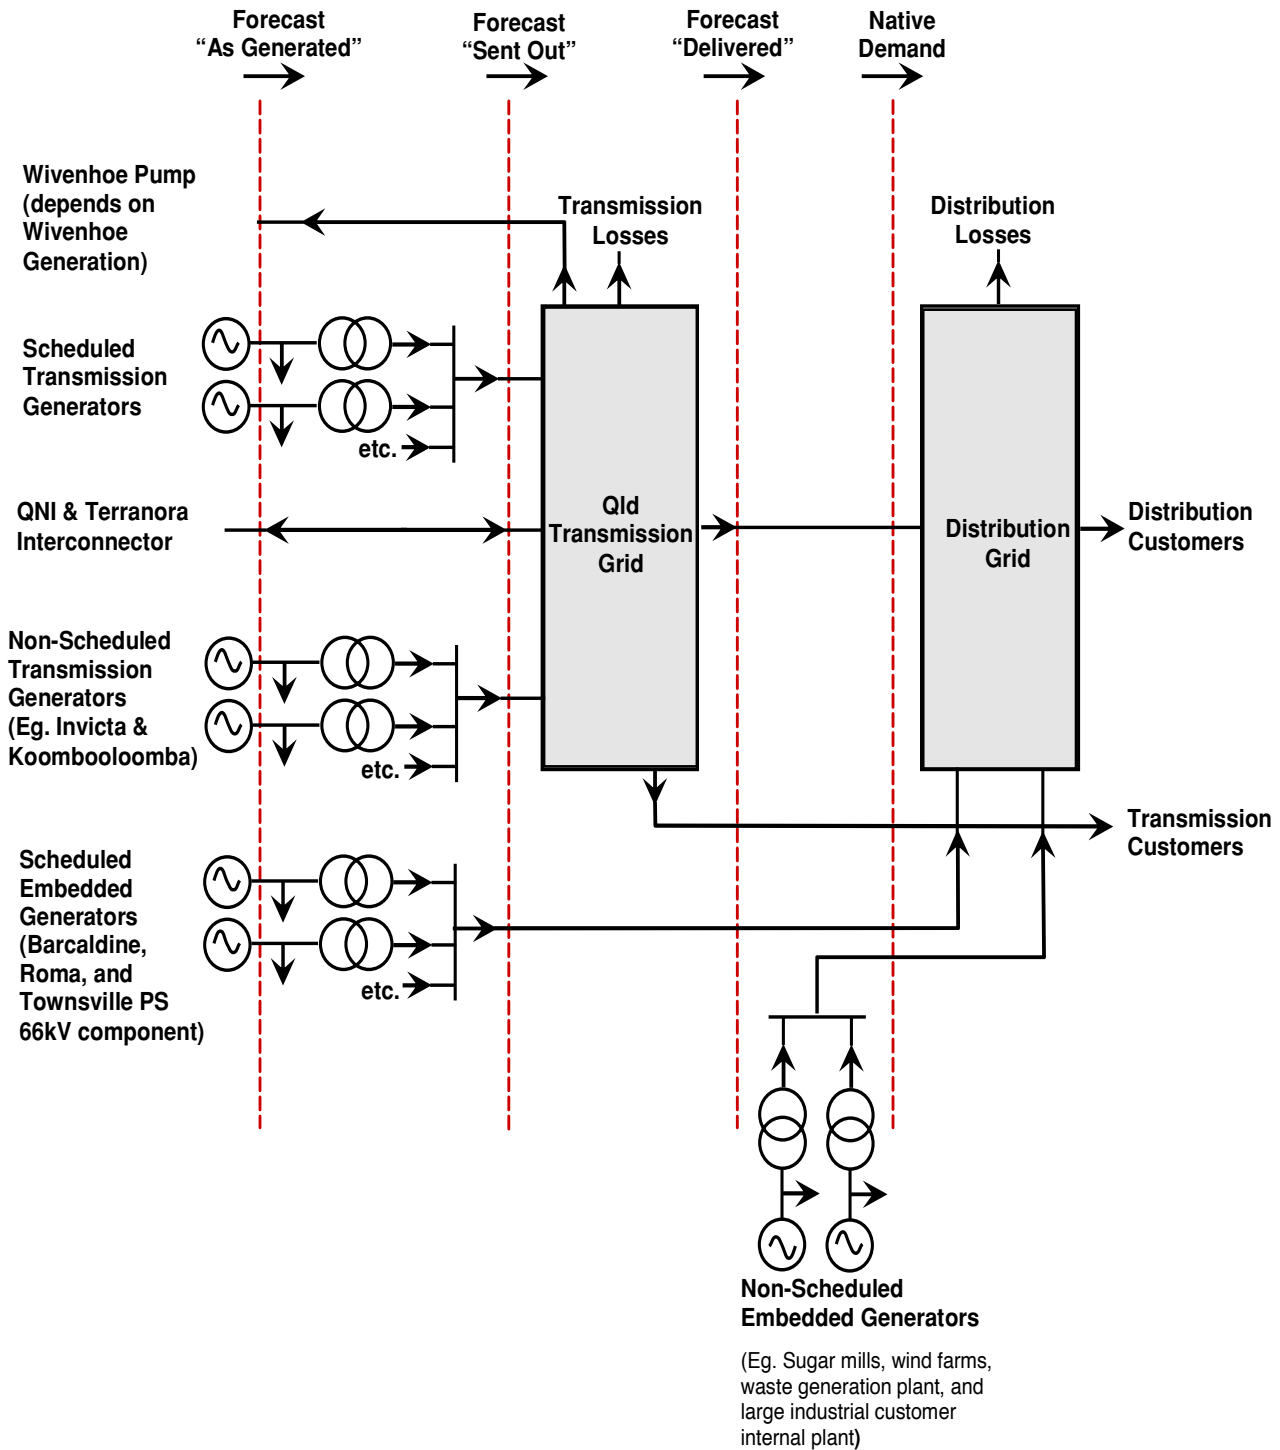 Forecast
“As Generated”
Forecast
“Sent Out”
Forecast
“Delivered”
Native
Demand
Wivenhoe Pump
(depends on
Wivenhoe
Generation)
Transmission
Losses
Distribution
Losses
Scheduled
Transmission
Generators
etc.
QNI & Terranora
Interconnector
Qld
Transmission
Grid
Distribution
Grid
Distribution
Customers
Non-Scheduled
Transmission
Generators
(Eg. Invicta &
Koombooloomba)
etc.
Transmission
Customers
Scheduled
Embedded
Generators
(Barcaldine,
Roma, and
Townsville PS
66kV component)
etc.
Non-Scheduled
Embedded Generators
(Eg. Sugar mills, wind farms,
waste generation plant, and
large industrial customer
internal plant)